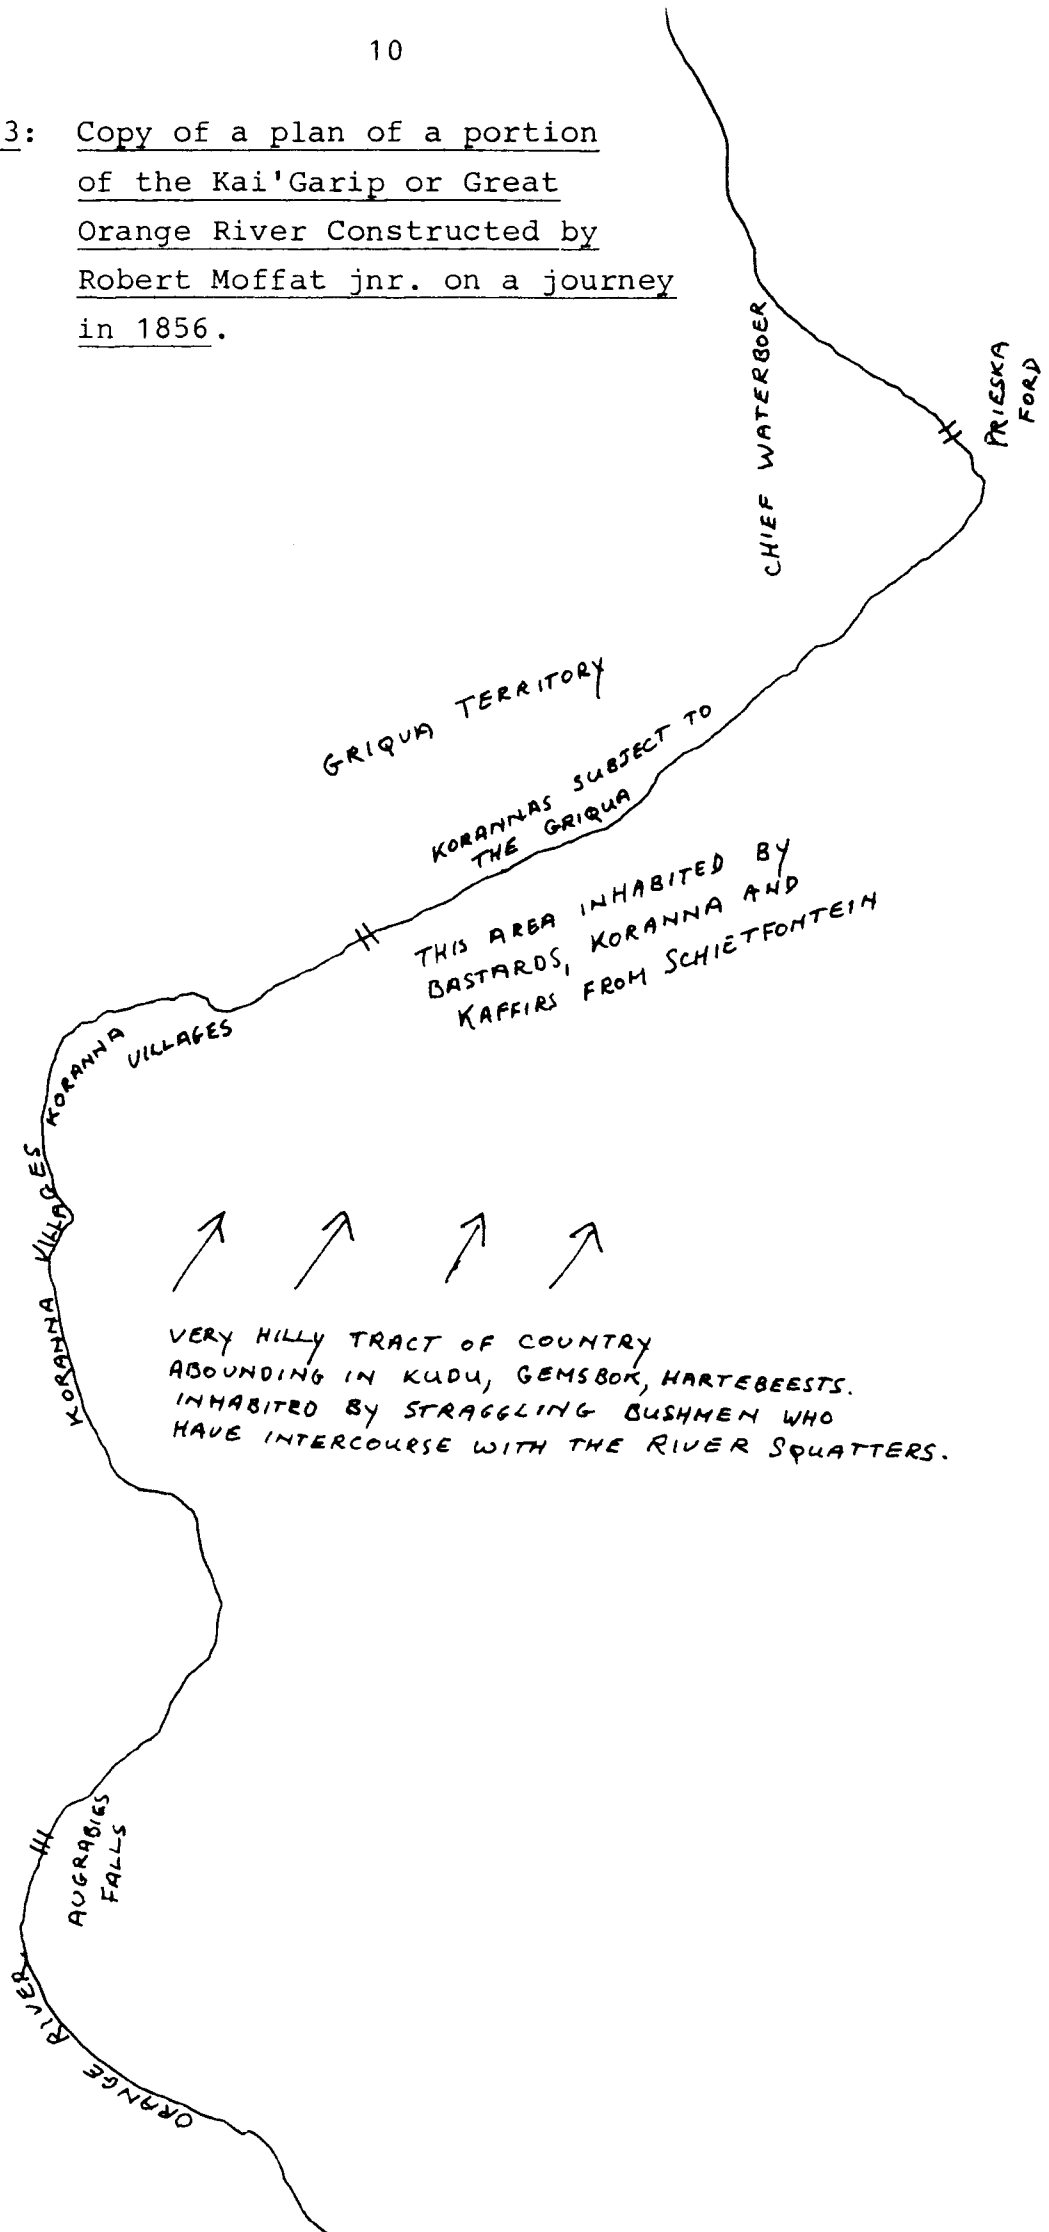 10
3: Copy of a plan of a portion
of the Kai'Garip or Great
Orange River Constructed by
Robert Moffat jnr. on a journey
in 1856.
CHIEF WATERBOER
PRIESKA
FORD
GRIQUA TERRITORY
KORANNAS SUBJECT TO
THE GRIQUA
THIS AREA INHABITED BY
BASTARDS, KORANNA AND
KAFFIRS FROM SCHIETFONTEIN
KORANNA
VILLAGES
KORANNA VILLAGES
VERY HILLY TRACT OF COUNTRY
ABOUNDING IN KUDU, GEMSBOK, HARTEBEESTS.
INHABITED BY STRAGGLING BUSHMEN WHO
HAVE INTERCOURSE WITH THE RIVER SQUATTERS.
AUGRABIES
FALLS
ORANGE RIVER